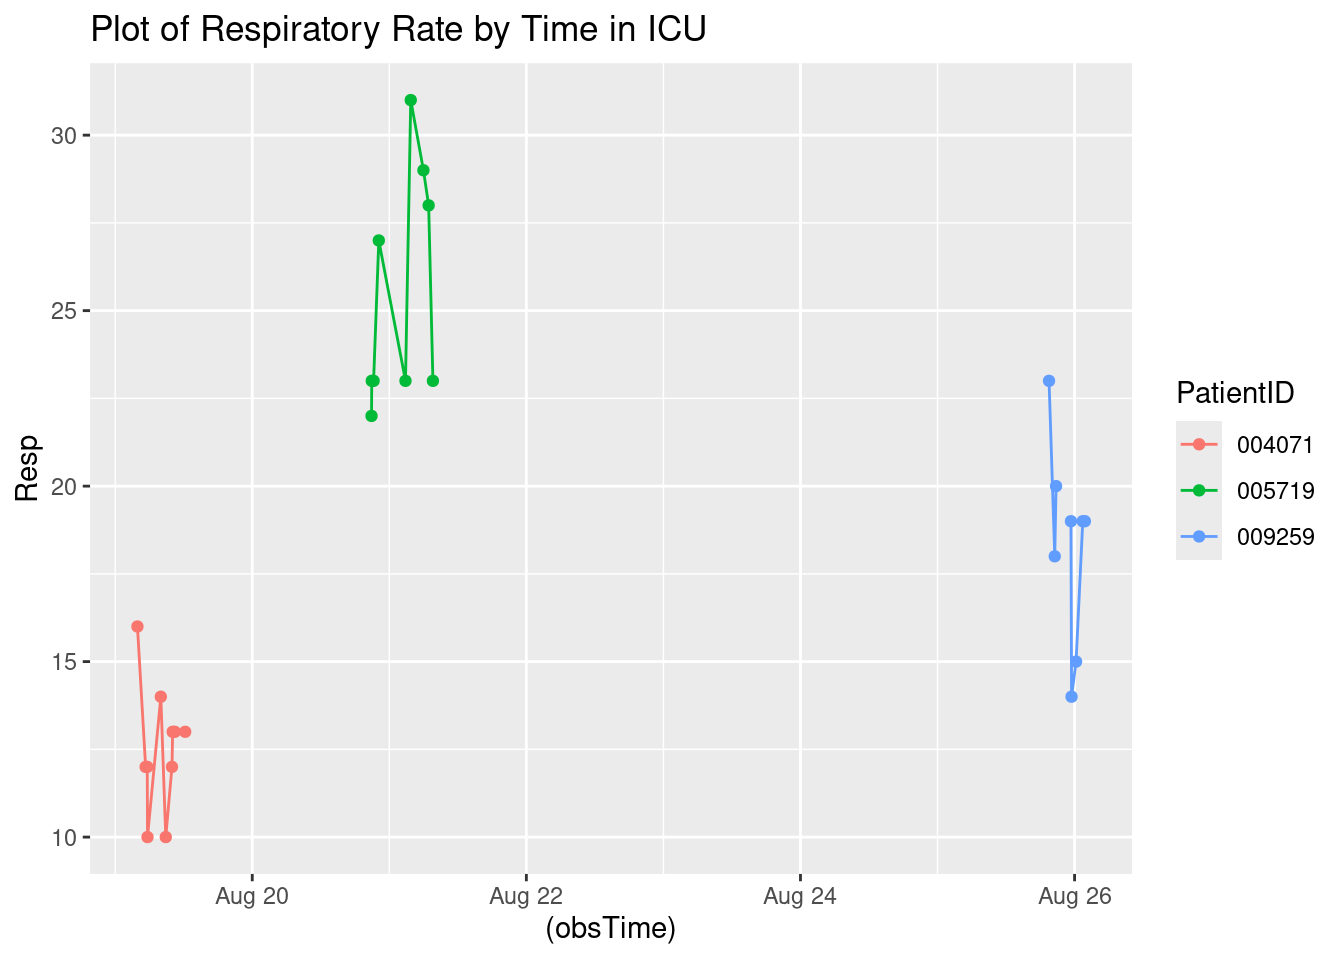 Plot of Respiratory Rate by Time in ICU
30
25
20
15
10
Resp
Aug 20
Aug 22
Aug 24
Aug 26
(obsTime)
PatientID
004071
005719
009259